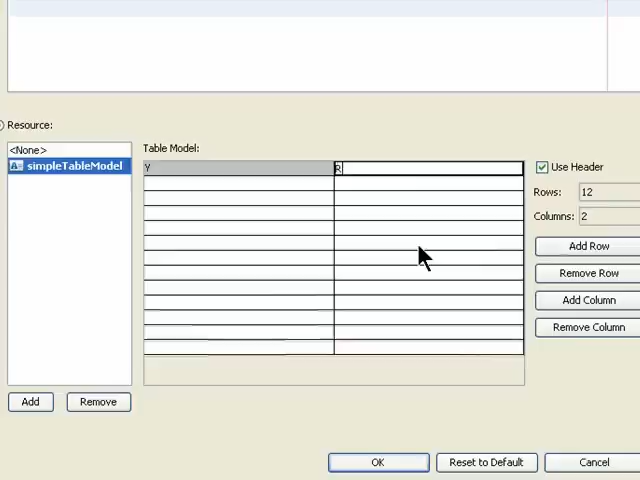 Resource:
<None>
simpleTableModel
Table Model:
Y
R
Use Header
Rows: 12
Columns: 2
Add Row
Remove Row
Add Column
Remove Column
Add
Remove
OK
Reset to Default
Cancel